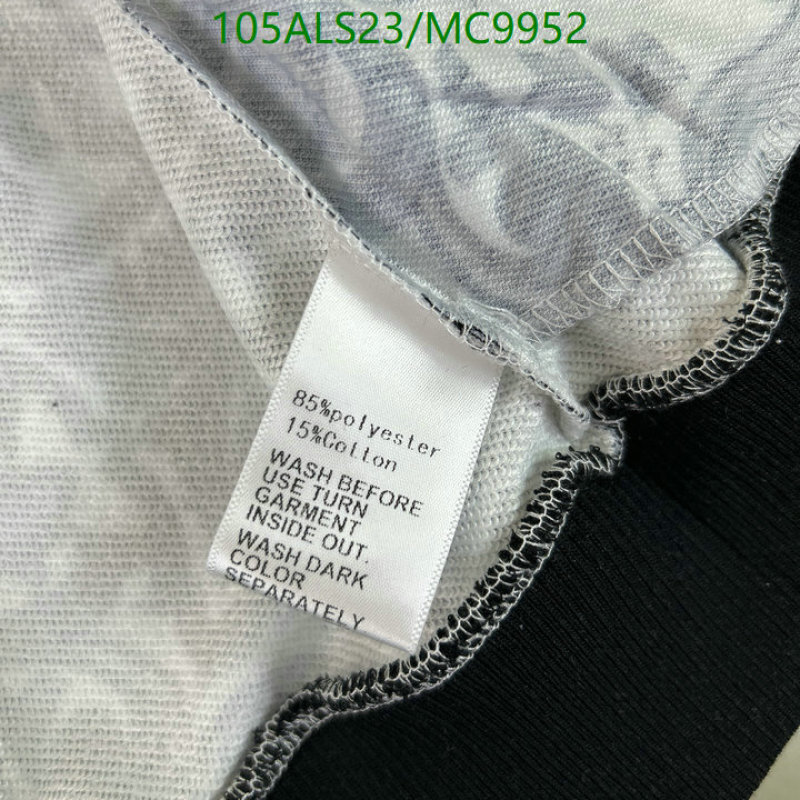 105ALS23/MC9952
85%polyester
15%Cotton
WASH BEFORE
USE TURN
GARMENT
INSIDE OUT.
WASH DARK
COLOR
SEPARATELY